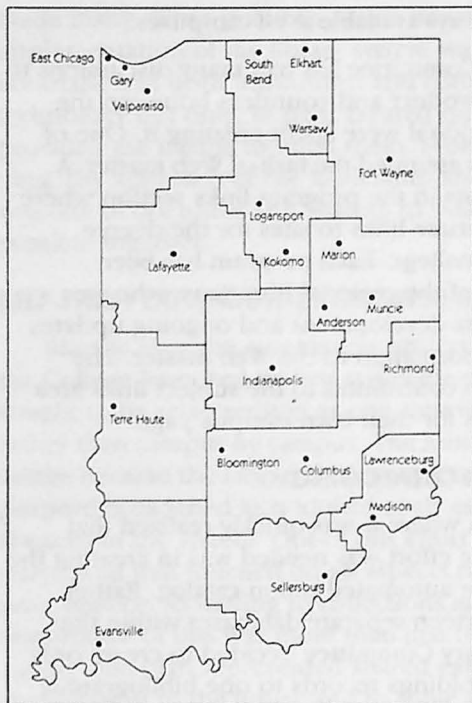 East Chicago
South Bend
Elkhart
Gary
Valparaiso
Warsaw
Fort Wayne
Logansport
Lafayette
Kokomo
Marion
Muncie
Anderson
Indianapolis
Richmond
Terre Haute
Bloomington
Columbus
Lawrenceburg
Madison
Sellersburg
Evansville